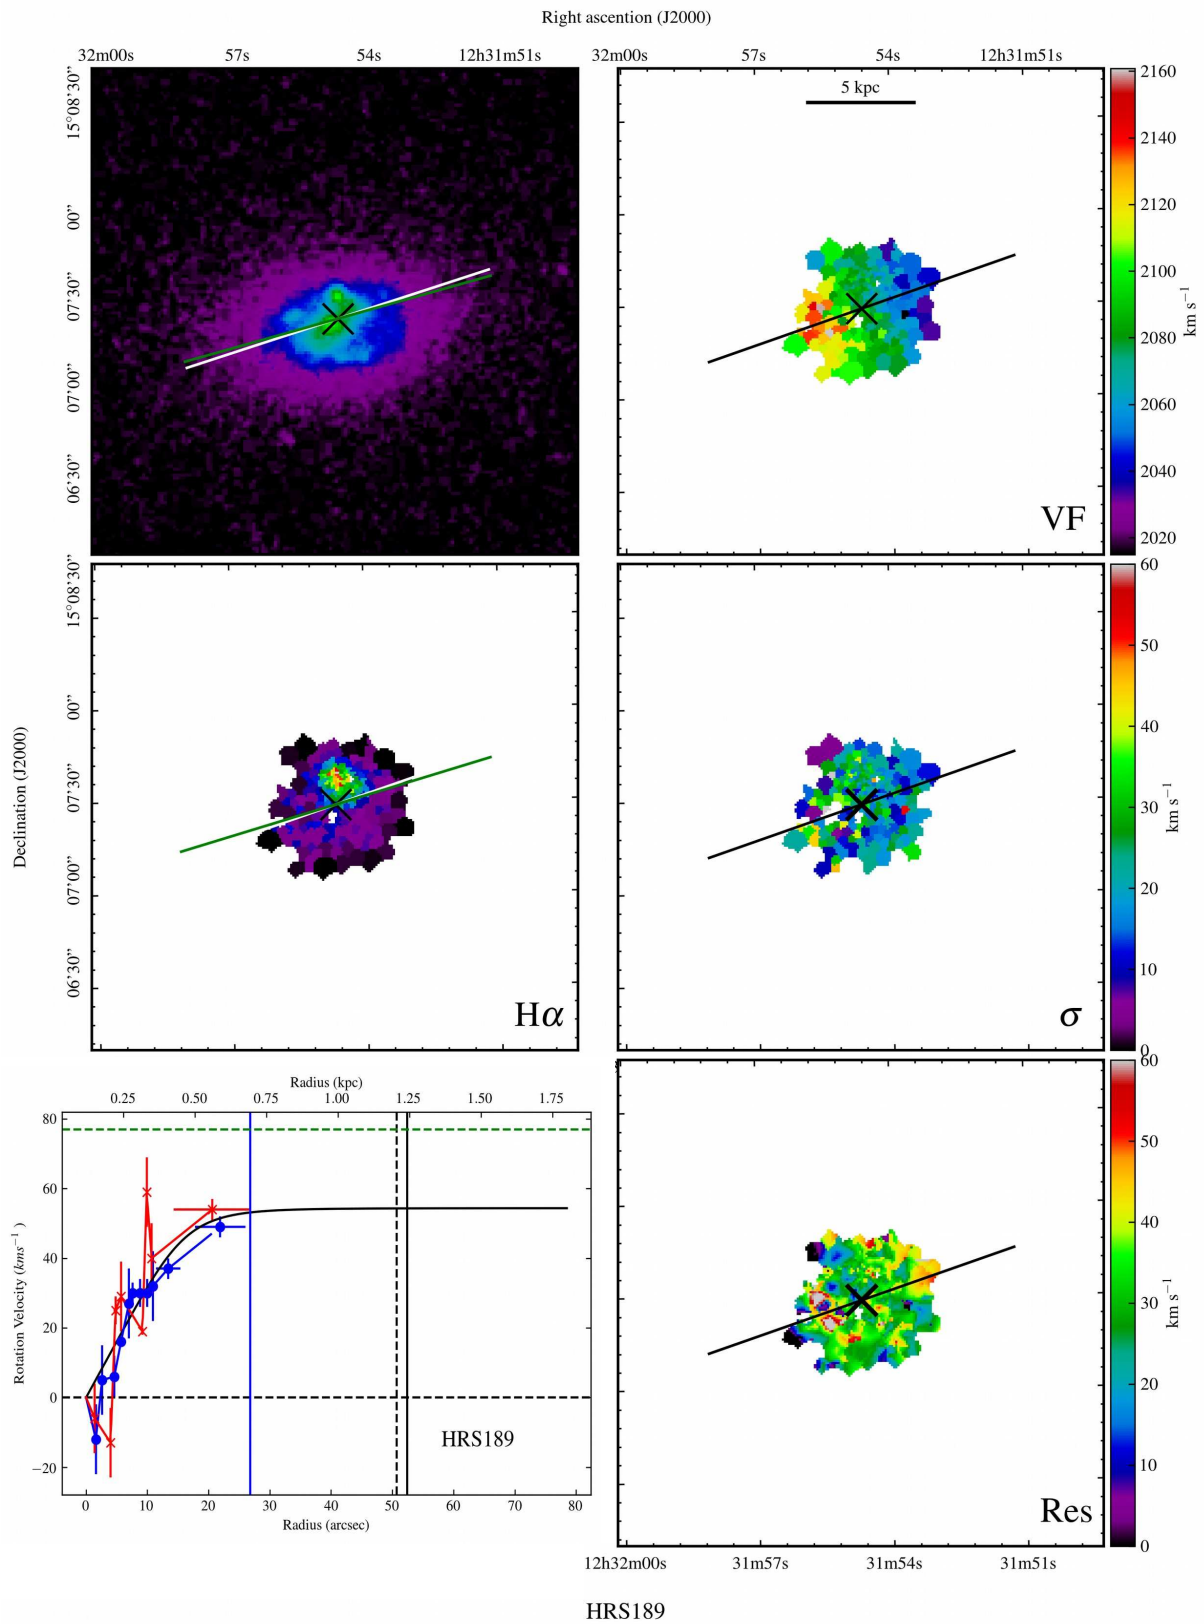 Right ascention (J2000)
32m00s 57s 54s 12h31m51s
32m00s 57s 54s 12h31m51s
15°08'30”
00”
07'30”
07'00”
06'30”
5 kpc
VF
2160
2140
2120
2100
2080
2060
2040
2020
km s⁻¹
Declination (J2000)
15°08'30”
00”
07'30”
07'00”
06'30”
Hα
σ
60
50
40
30
20
10
0
km s⁻¹
Radius (kpc)
0.25 0.50 0.75 1.00 1.25 1.50 1.75
Rotation Velocity (kms⁻¹)
80
60
40
20
0
−20
HRS189
0 10 20 30 40 50 60 70 80
Radius (arcsec)
Res
60
50
40
30
20
10
0
km s⁻¹
12h32m00s 31m57s 31m54s 31m51s
HRS189